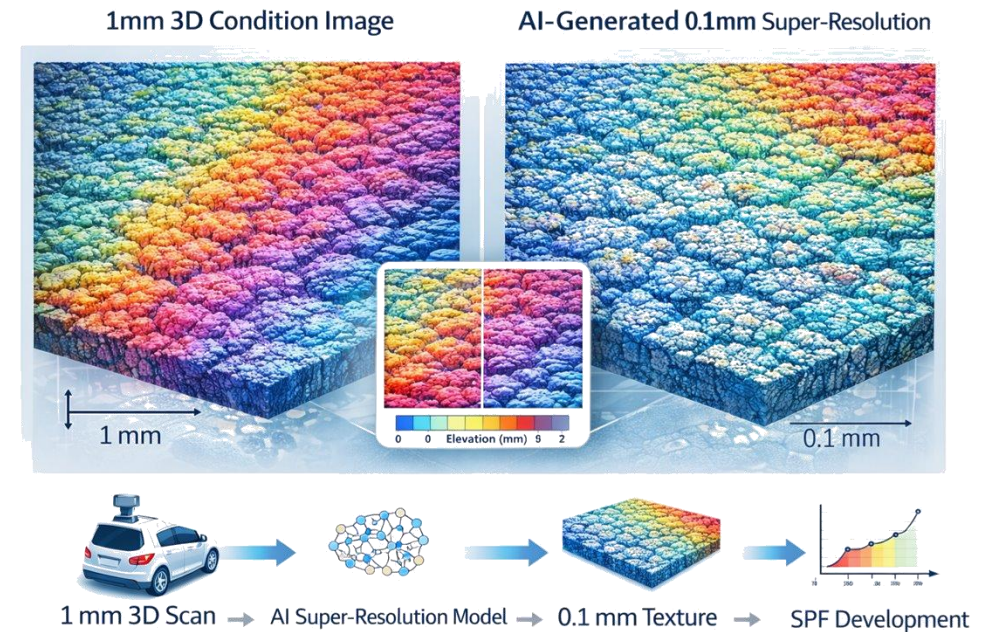 1mm 3D Condition Image
AI-Generated 0.1mm Super-Resolution
1 mm
0.1 mm
0 0 Elevation (mm) 9 2
1 mm 3D Scan → AI Super-Resolution Model → 0.1 mm Texture → SPF Development